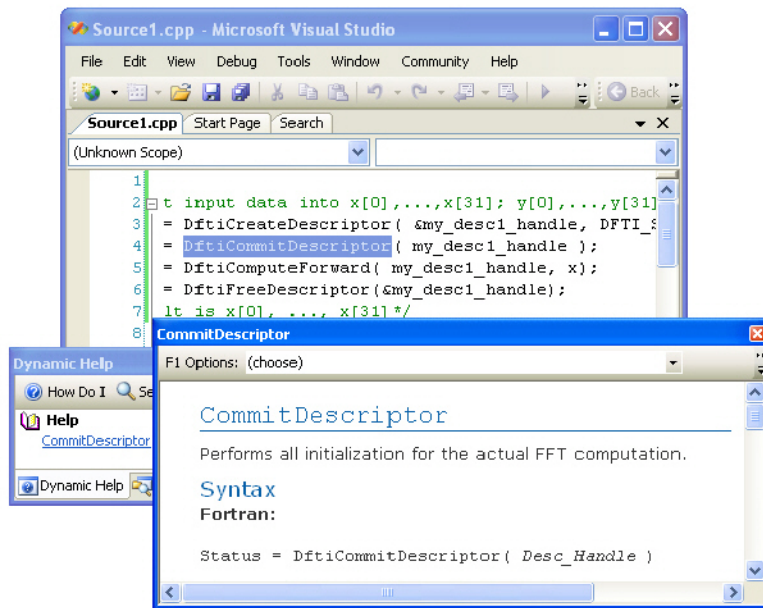 Source1.cpp - Microsoft Visual Studio
File Edit View Debug Tools Window Community Help
Back
Source1.cpp Start Page Search
(Unknown Scope)
1
2 t input data into x[0],...,x[31]; y[0],...,y[31]
3 = DftiCreateDescriptor( &my_desc1_handle, DFTI_S
4 = DftiCommitDescriptor( my_desc1_handle );
5 = DftiComputeForward( my_desc1_handle, x);
6 = DftiFreeDescriptor(&my_desc1_handle);
7 lt is x[0], ..., x[31]*/
8
CommitDescriptor
F1 Options: (choose)
CommitDescriptor
Performs all initialization for the actual FFT computation.
Syntax
Fortran:
Status = DftiCommitDescriptor( Desc_Handle )
Dynamic Help
How Do I Se
Help
CommitDescriptor
Dynamic Help